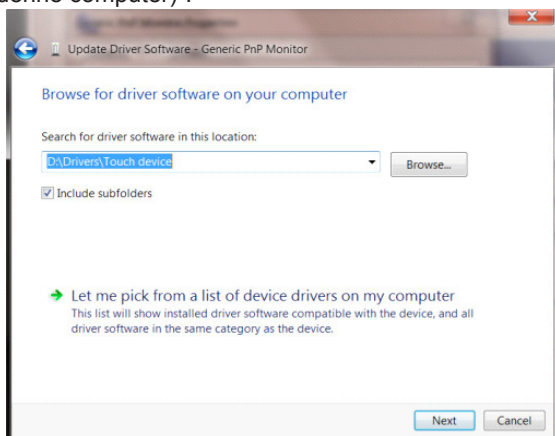 computer) .
Update Driver Software - Generic PnP Monitor
Browse for driver software on your computer
Search for driver software in this location:
D:\Drivers\Touch device
Browse...
Include subfolders
Let me pick from a list of device drivers on my computer
This list will show installed driver software compatible with the device, and all
driver software in the same category as the device.
Next
Cancel